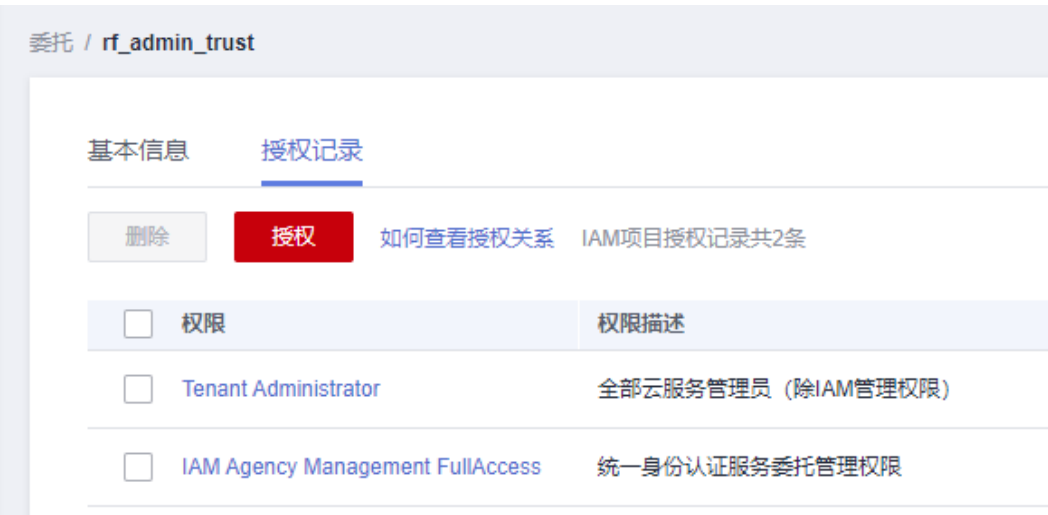 委托 / rf_admin_trust
基本信息 授权记录
删除 授权 如何查看授权关系 IAM项目授权记录共2条
权限 权限描述
Tenant Administrator 全部云服务管理员（除IAM管理权限）
IAM Agency Management FullAccess 统一身份认证服务委托管理权限